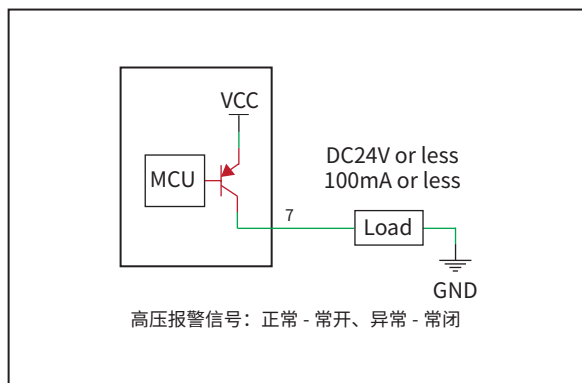 VCC
DC24V or less
100mA or less
MCU
7
Load
GND
高压报警信号：正常 - 常开、异常 - 常闭